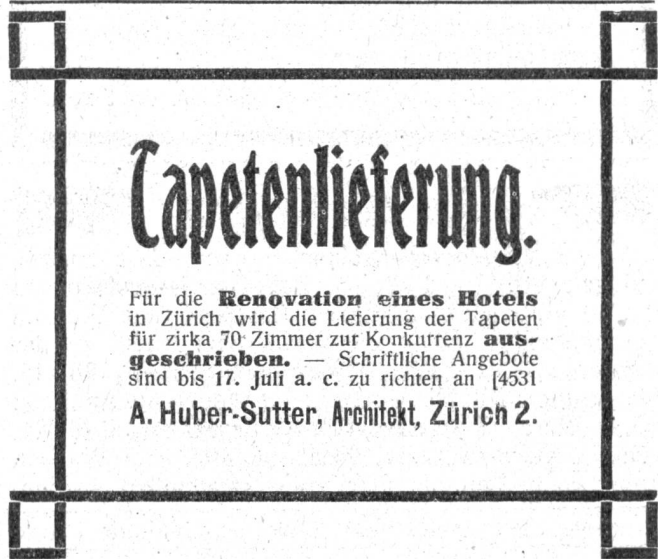 Tapetenlieferung.
Für die Renovation eines Hotels
in Zürich wird die Lieferung der Tapeten
für zirka 70 Zimmer zur Konkurrenz aus-
geschrieben. — Schriftliche Angebote
sind bis 17. Juli a. c. zu richten an [4531
A. Huber-Sutter, Architekt, Zürich 2.